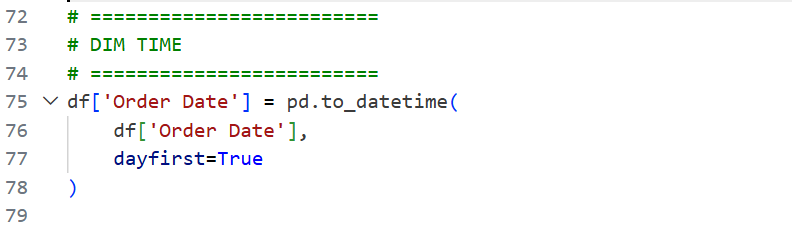 72 # =========================
73 # DIM TIME
74 # =========================
75 df['Order Date'] = pd.to_datetime(
76     df['Order Date'],
77     dayfirst=True
78 )
79